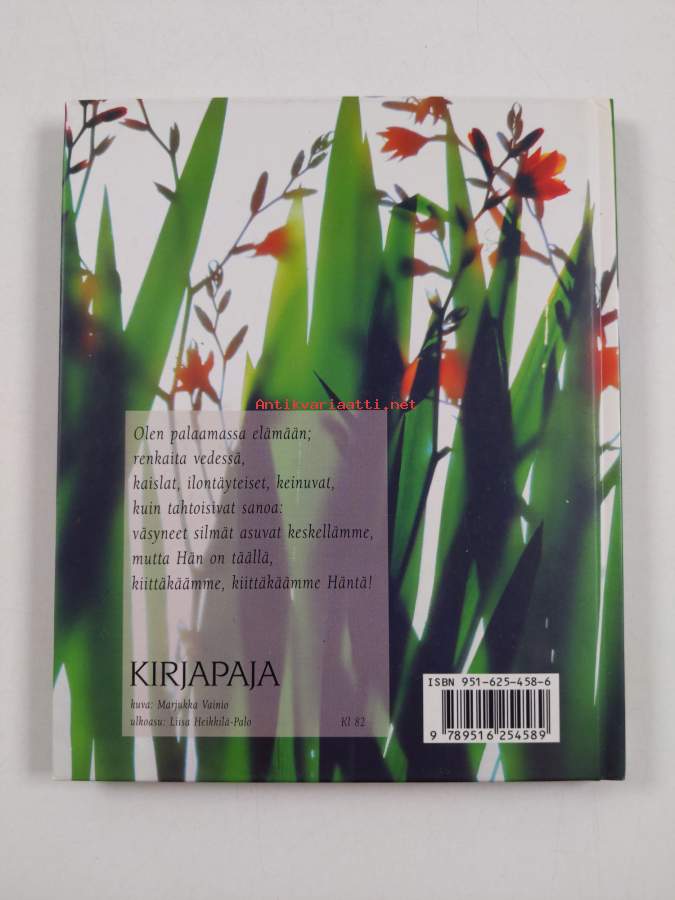 Antikvariaatti.net
Olen palaamassa elämään;
renkaita vedessä,
kaislat, ilontäyteiset, keinuvat,
kuin tahtoisivat sanoa:
väsyneet silmät asuvat keskellämme,
mutta Hän on täällä,
kiittäkäämme, kiittäkäämme Häntä!
KIRJAPAJA
kuva: Marjukka Vainio
ulkoasu: Liisa Heikkilä-Palo Kl 82
ISBN 951-625-458-6
9 789516 254589